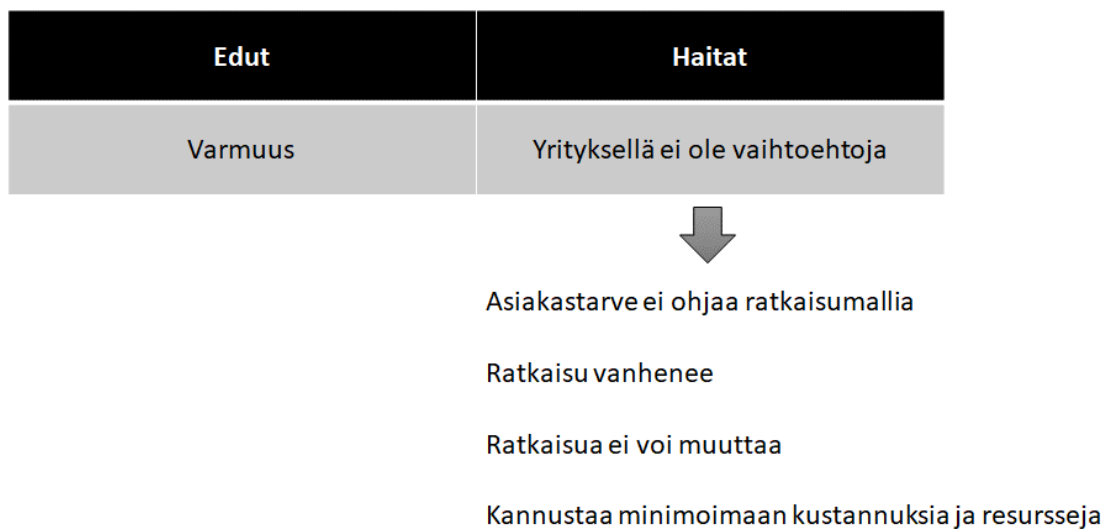 Edut
Haitat
Varmuus
Yrityksellä ei ole vaihtoehtoja
Asiakastarve ei ohjaa ratkaisumallia
Ratkaisu vanhenee
Ratkaisua ei voi muuttaa
Kannustaa minimoimaan kustannuksia ja resursseja